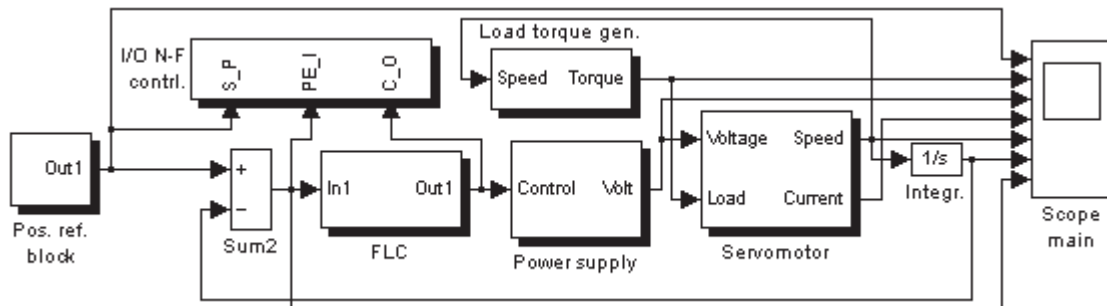 I/O N-F
contrl.
S_P
PE_I
C_O
Load torque gen.
Speed
Torque
Out1
Pos. ref.
block
+
−
Sum2
In1
Out1
FLC
Control
Volt
Power supply
Voltage
Speed
Load
Current
Servomotor
1/s
Integr.
Scope
main